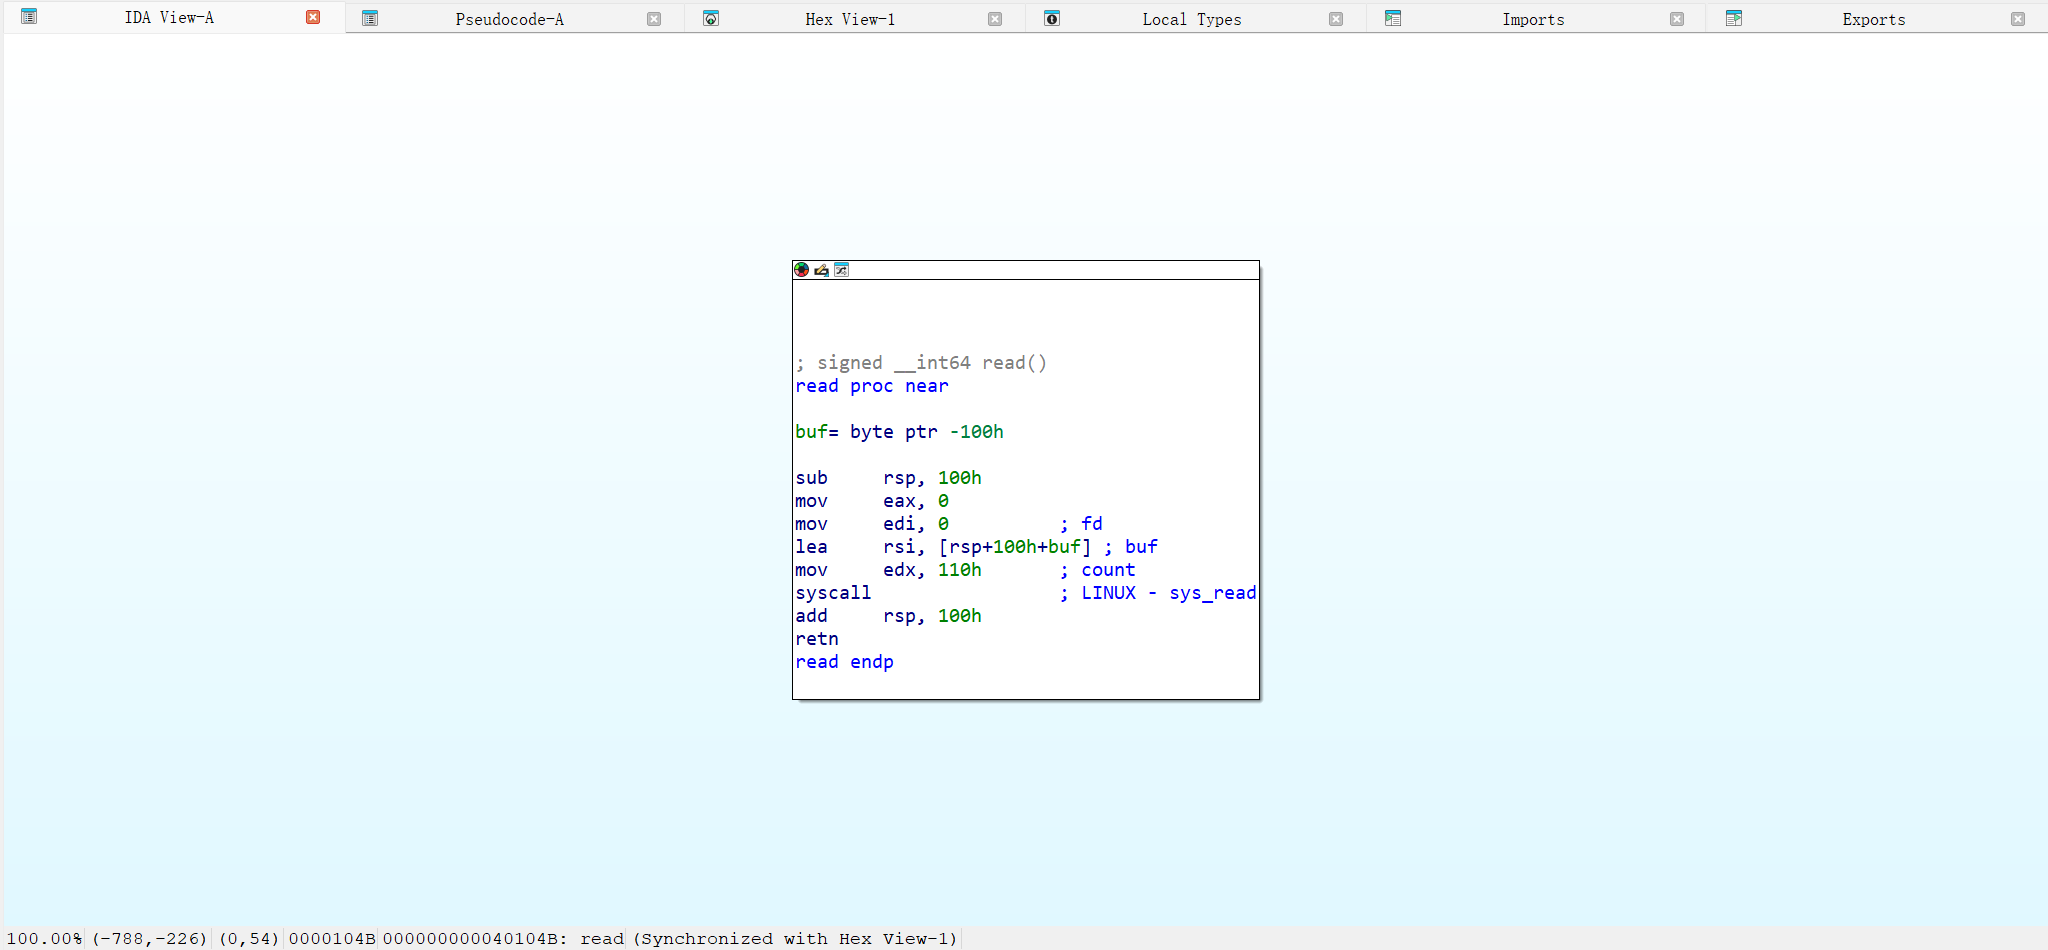 IDA View-A Pseudocode-A Hex View-1 Local Types Imports Exports
; signed __int64 read()
read proc near
buf= byte ptr -100h
sub rsp, 100h
mov eax, 0
mov edi, 0 ; fd
lea rsi, [rsp+100h+buf] ; buf
mov edx, 110h ; count
syscall ; LINUX - sys_read
add rsp, 100h
retn
read endp
100.00% (-788,-226) (0,54) 0000104B 000000000040104B: read (Synchronized with Hex View-1)